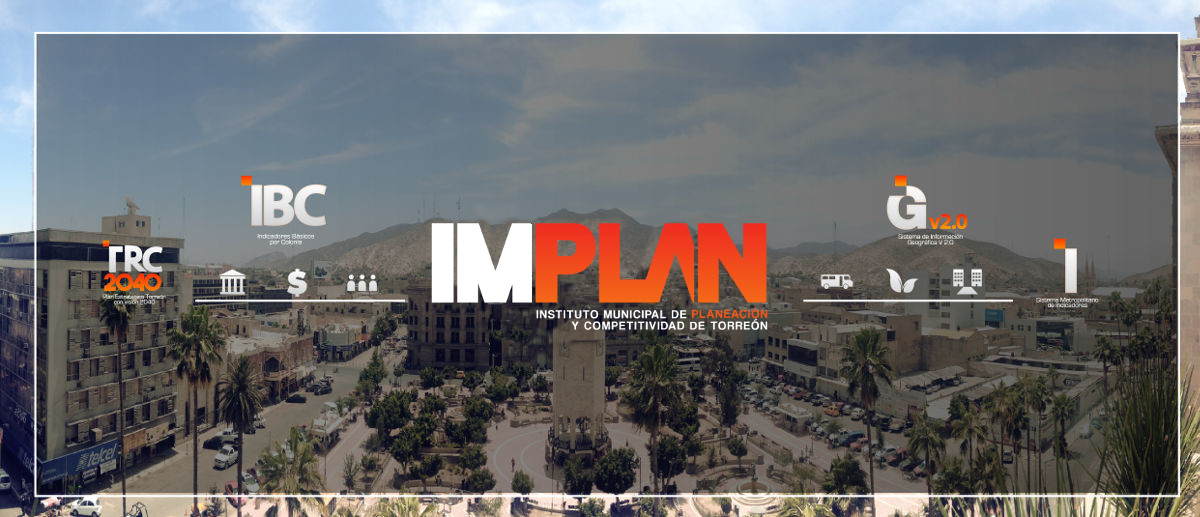 IBC
Indicadores Básicos
por Colonia
TRC
2040
Plan Estratégico Torreón
con visión 2040
IMPLAN
INSTITUTO MUNICIPAL DE PLANEACIÓN
Y COMPETITIVIDAD DE TORREÓN
G v2.0
Sistema de Información
Geográfica V 2.0
I
Sistema Metropolitano
de Indicadores
telcel